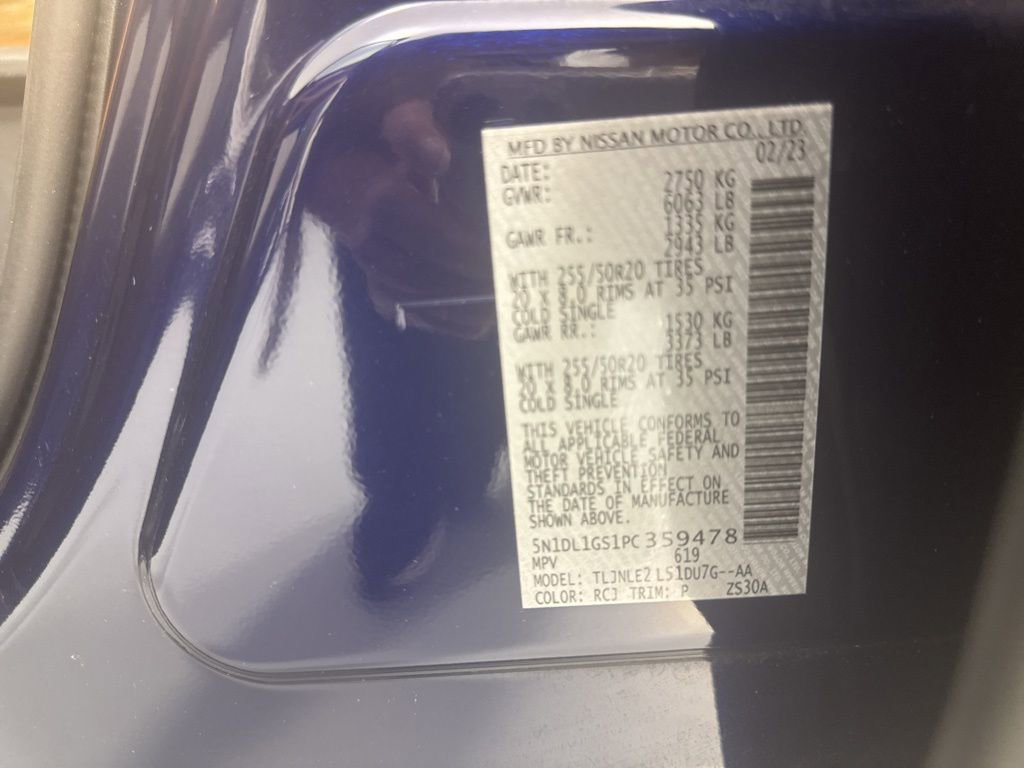 MFD BY NISSAN MOTOR CO., LTD.
DATE: 02/23
GVWR: 2750 KG
6063 LB
GAWR FR.: 1335 KG
2943 LB
WITH 255/50R20 TIRES
20 X 8.0 RIMS AT 35 PSI
COLD SINGLE
GAWR RR.: 1530 KG
3373 LB
WITH 255/50R20 TIRES
20 X 8.0 RIMS AT 35 PSI
COLD SINGLE
THIS VEHICLE CONFORMS TO
ALL APPLICABLE FEDERAL
MOTOR VEHICLE SAFETY AND
THEFT PREVENTION
STANDARDS IN EFFECT ON
THE DATE OF MANUFACTURE
SHOWN ABOVE.
5N1DL1GS1PC359478
MPV 619
MODEL: TLJNLE2 L51DU7G--AA
COLOR: RCJ TRIM: P ZS30A